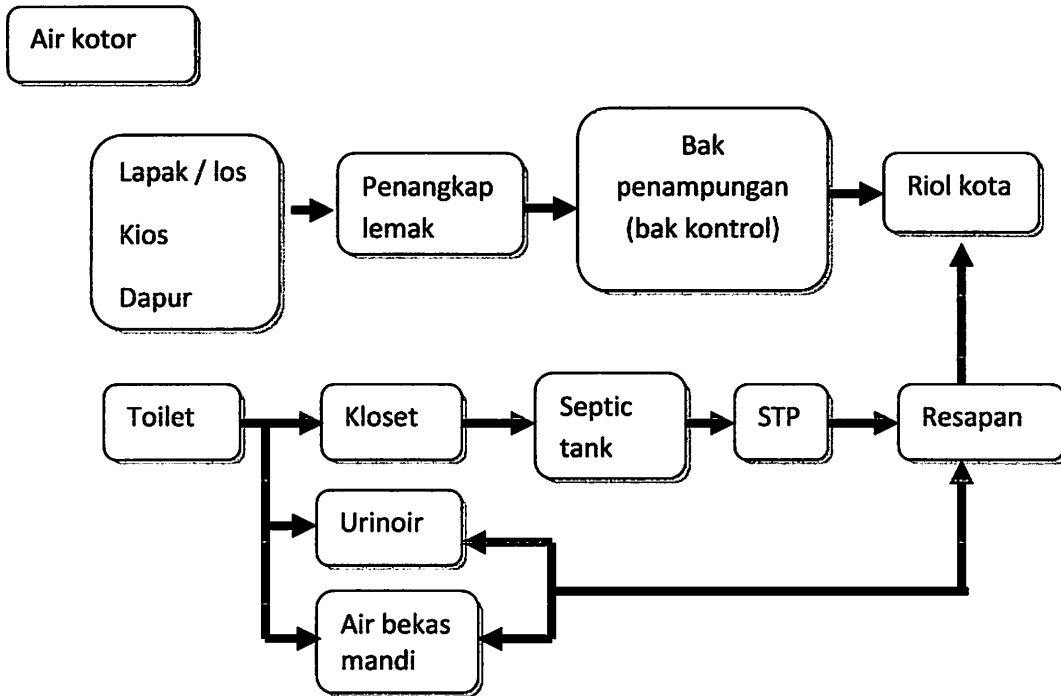 Air kotor
Lapak / los
Kios
Dapur
Penangkap
lemak
Bak
penampungan
(bak kontrol)
Riol kota
Toilet
Kloset
Septic
tank
STP
Resapan
Urinoir
Air bekas
mandi